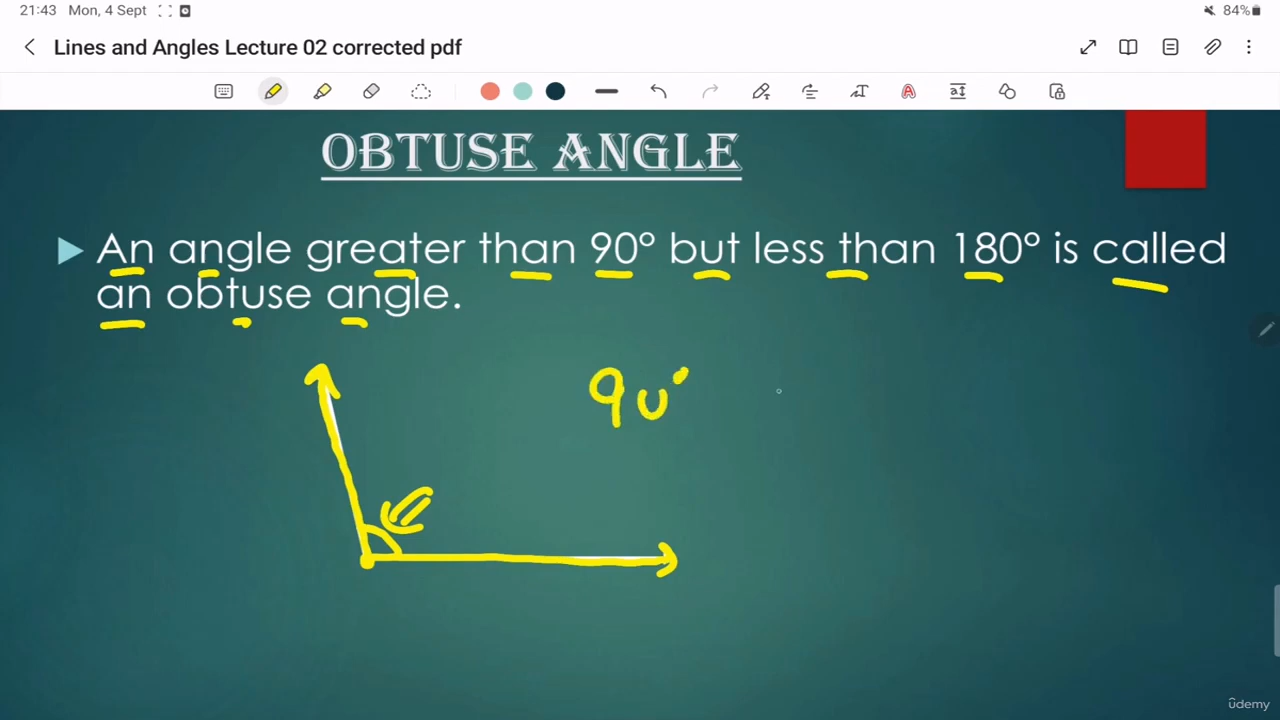 21:43 Mon, 4 Sept 84%
Lines and Angles Lecture 02 corrected pdf
OBTUSE ANGLE
An angle greater than 90° but less than 180° is called
an obtuse angle.
90°
ûdemy